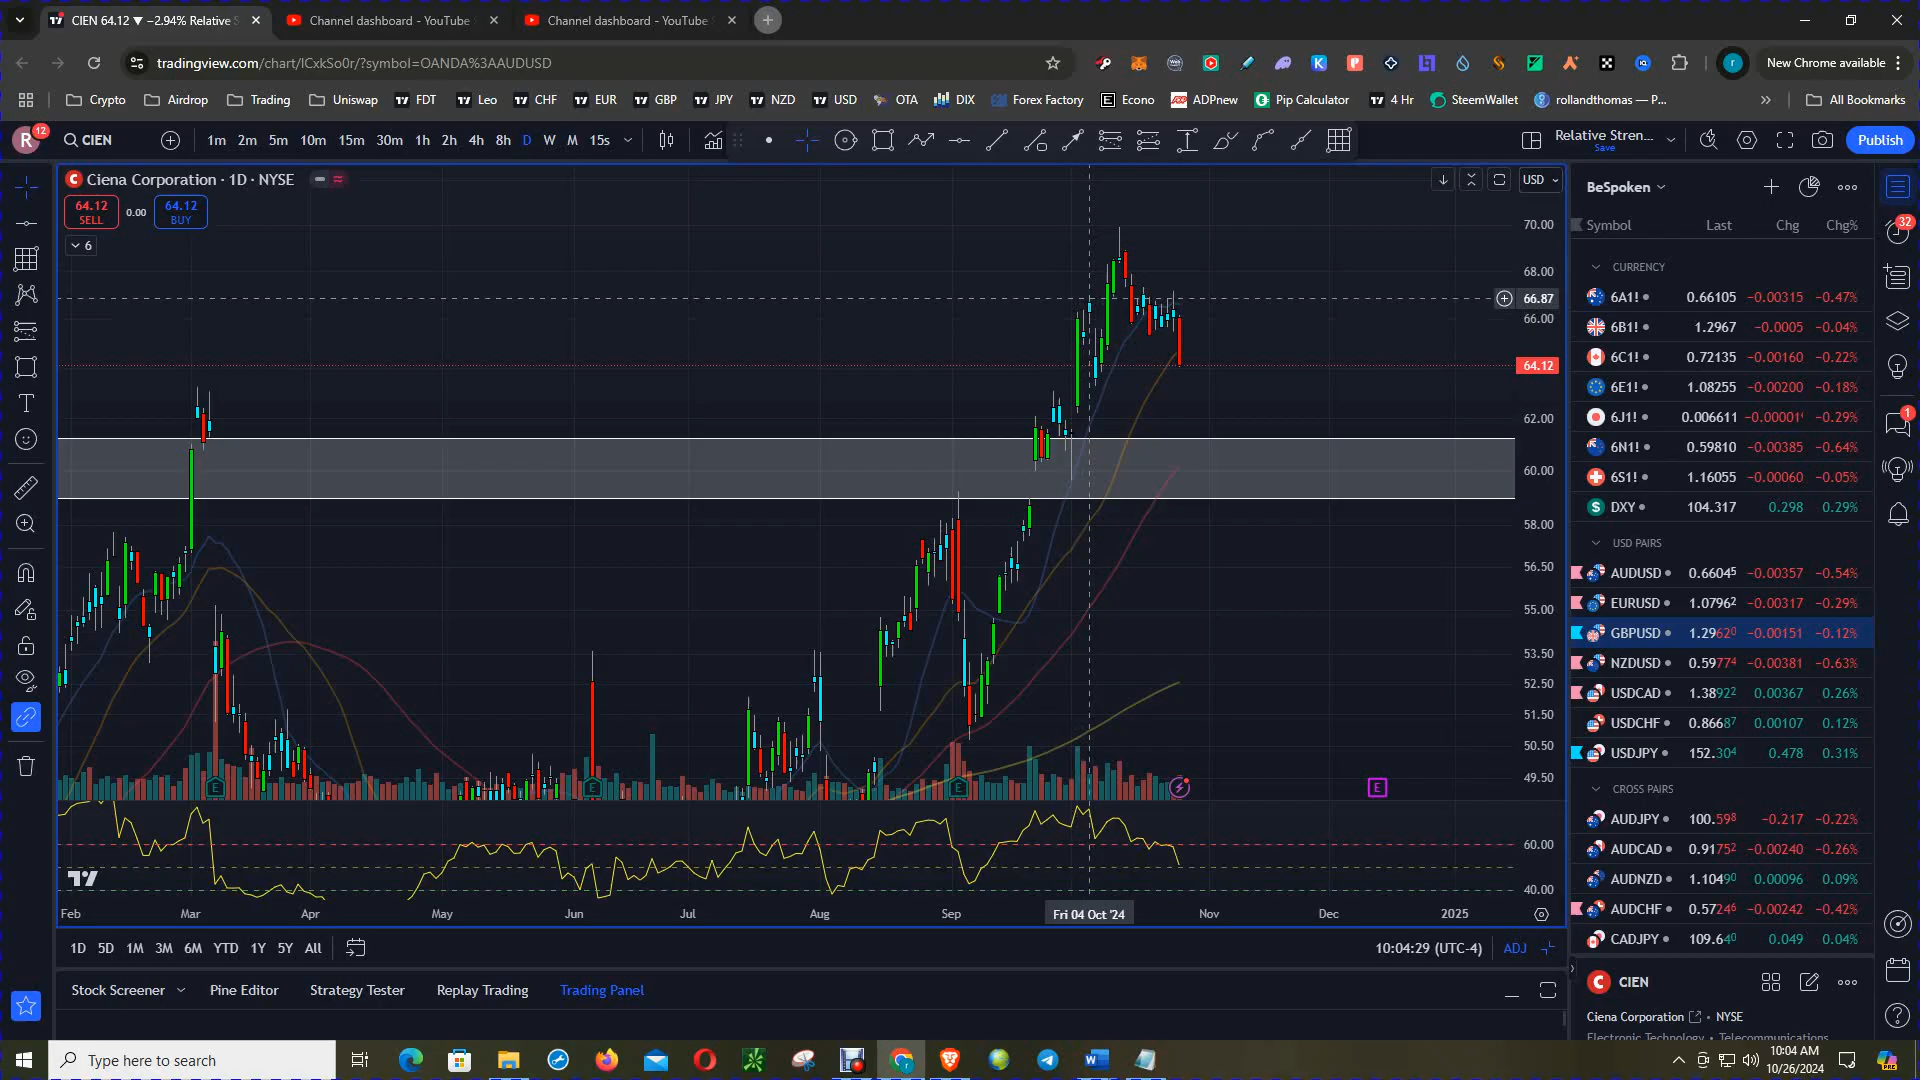 CIEN 64.12 ▼ −2.94% Relative S
Channel dashboard - YouTube
Channel dashboard - YouTube
tradingview.com/chart/ICxkSo0r/?symbol=OANDA%3AAUDUSD
New Chrome available
Crypto Airdrop Trading Uniswap FDT Leo CHF EUR GBP JPY NZD USD OTA DIX Forex Factory Econo ADPnew Pip Calculator 4 Hr SteemWallet rollandthomas — P... All Bookmarks
R 12 CIEN 1m 2m 5m 10m 15m 30m 1h 2h 4h 8h D W M 15s Relative Stren... Save Publish
Ciena Corporation · 1D · NYSE
USD
64.12 SELL 0.00 64.12 BUY
6
70.00
68.00
66.87
66.00
64.12
62.00
60.00
58.00
56.50
55.00
53.50
52.50
51.50
50.50
49.50
E E E E
60.00
40.00
Feb Mar Apr May Jun Jul Aug Sep Fri 04 Oct '24 Nov Dec 2025
1D 5D 1M 3M 6M YTD 1Y 5Y All 10:04:29 (UTC-4) ADJ
Stock Screener Pine Editor Strategy Tester Replay Trading Trading Panel
BeSpoken
Symbol Last Chg Chg%
CURRENCY
6A1! 0.66105 −0.00315 −0.47%
6B1! 1.2967 −0.0005 −0.04%
6C1! 0.72135 −0.00160 −0.22%
6E1! 1.08255 −0.00200 −0.18%
6J1! 0.006611 −0.00001 −0.29%
6N1! 0.59810 −0.00385 −0.64%
6S1! 1.16055 −0.00060 −0.05%
DXY 104.317 0.298 0.29%
USD PAIRS
AUDUSD 0.66045 −0.00357 −0.54%
EURUSD 1.07962 −0.00317 −0.29%
GBPUSD 1.29620 −0.00151 −0.12%
NZDUSD 0.59774 −0.00381 −0.63%
USDCAD 1.38922 0.00367 0.26%
USDCHF 0.86687 0.00107 0.12%
USDJPY 152.304 0.478 0.31%
CROSS PAIRS
AUDJPY 100.598 −0.217 −0.22%
AUDCAD 0.91752 −0.00240 −0.26%
AUDNZD 1.10490 0.00096 0.09%
AUDCHF 0.57246 −0.00242 −0.42%
CADJPY 109.640 0.049 0.04%
CIEN
Ciena Corporation · NYSE
Electronic Technology · Telecommunications
32
1
Type here to search
10:04 AM
10/26/2024